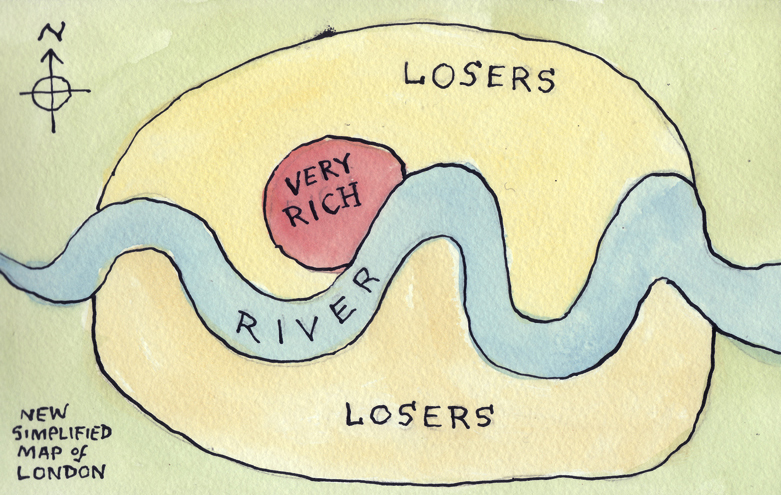 N
LOSERS
VERY
RICH
RIVER
LOSERS
NEW
SIMPLIFIED
MAP of
LONDON